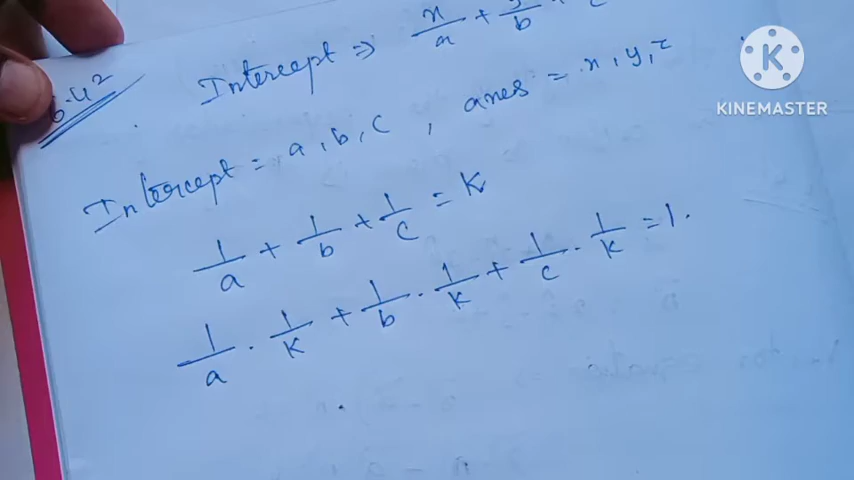 6.42
Intercept ⇒ x/a + y/b +
Intercept = a, b, c , axes = x, y, z
1/a + 1/b + 1/c = K
1/a · 1/K + 1/b · 1/K + 1/c · 1/K = 1.
K
KINEMASTER